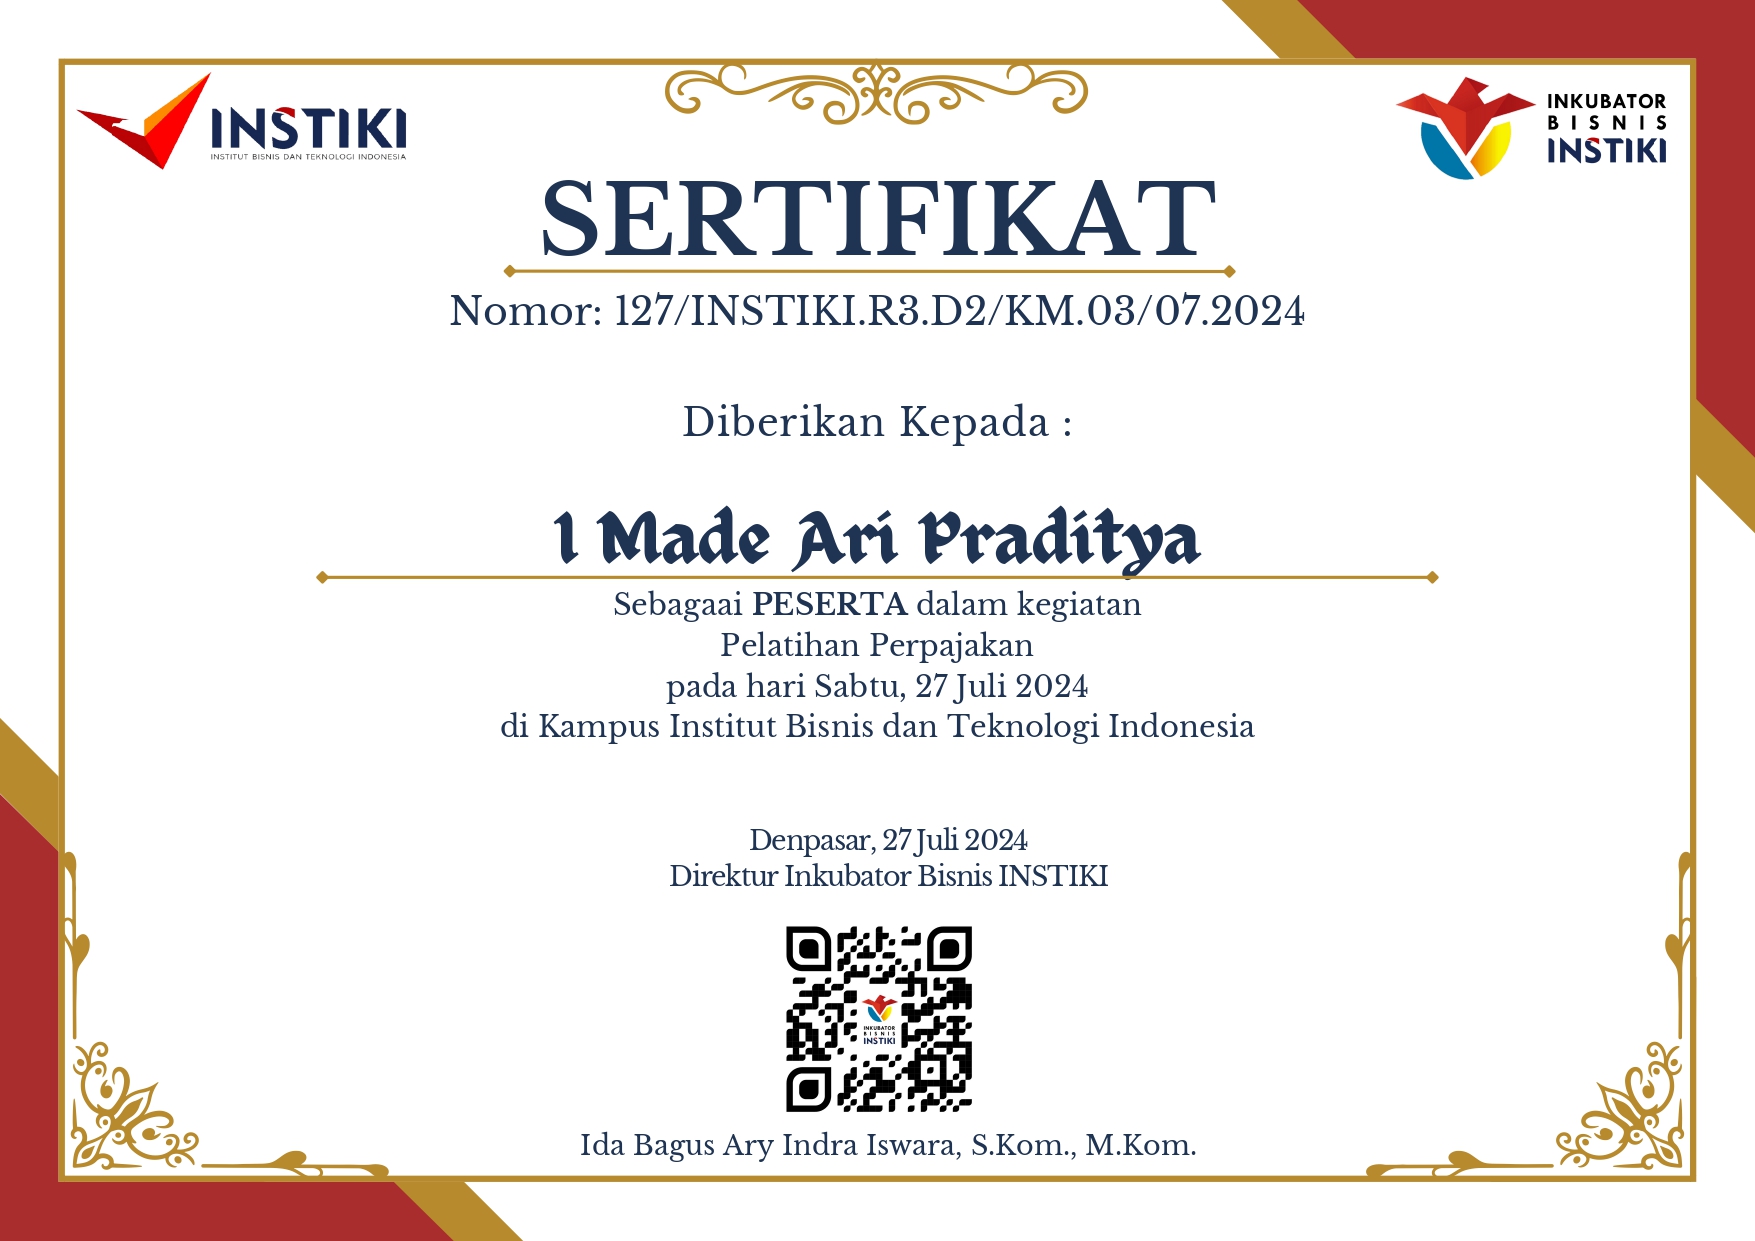 INSTIKI
INSTITUT BISNIS DAN TEKNOLOGI INDONESIA
INKUBATOR
BISNIS
INSTIKI
SERTIFIKAT
Nomor: 127/INSTIKI.R3.D2/KM.03/07.2024
Diberikan Kepada :
I Made Ari Praditya
Sebagaai PESERTA dalam kegiatan
Pelatihan Perpajakan
pada hari Sabtu, 27 Juli 2024
di Kampus Institut Bisnis dan Teknologi Indonesia
Denpasar, 27 Juli 2024
Direktur Inkubator Bisnis INSTIKI
INKUBATOR
BISNIS
INSTIKI
Ida Bagus Ary Indra Iswara, S.Kom., M.Kom.